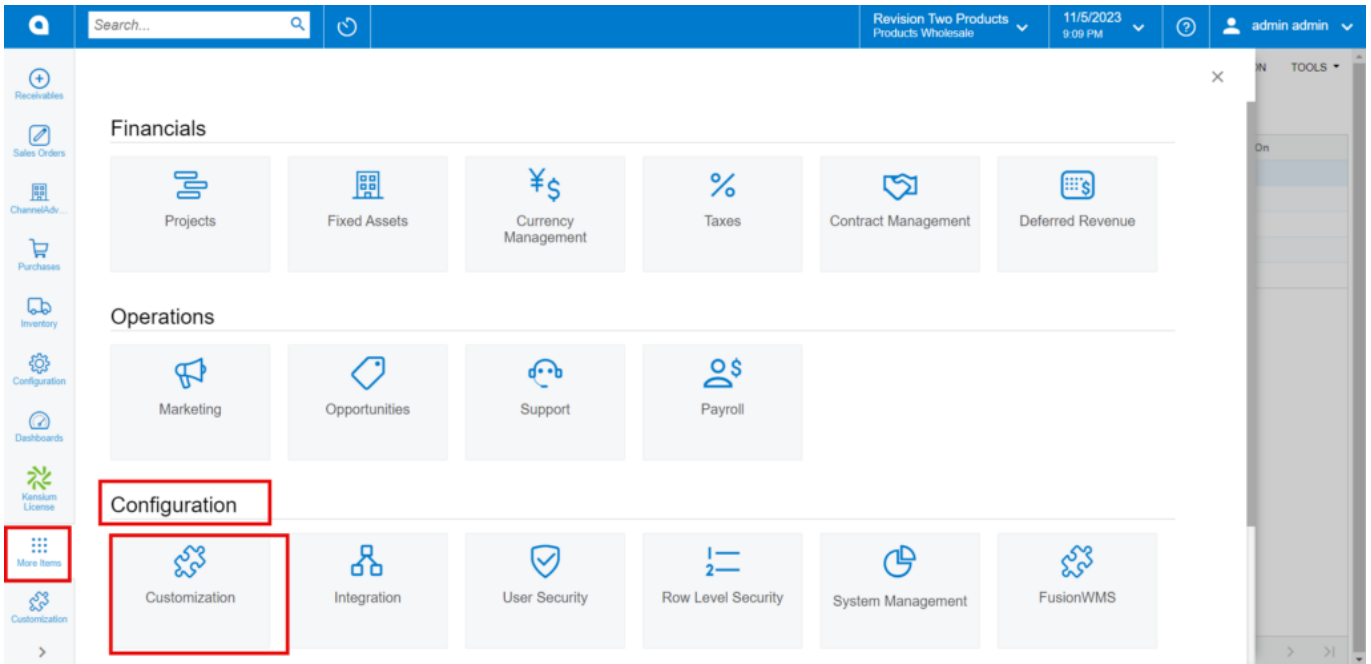 Search...
Revision Two Products
Products Wholesale
11/5/2023
9:09 PM
admin admin
Receivables
Sales Orders
ChannelAdv...
Purchases
Inventory
Configuration
Dashboards
Kensium
License
More Items
Customization
ON
TOOLS
On
Financials
Projects
Fixed Assets
Currency
Management
Taxes
Contract Management
Deferred Revenue
Operations
Marketing
Opportunities
Support
Payroll
Configuration
Customization
Integration
User Security
Row Level Security
System Management
FusionWMS